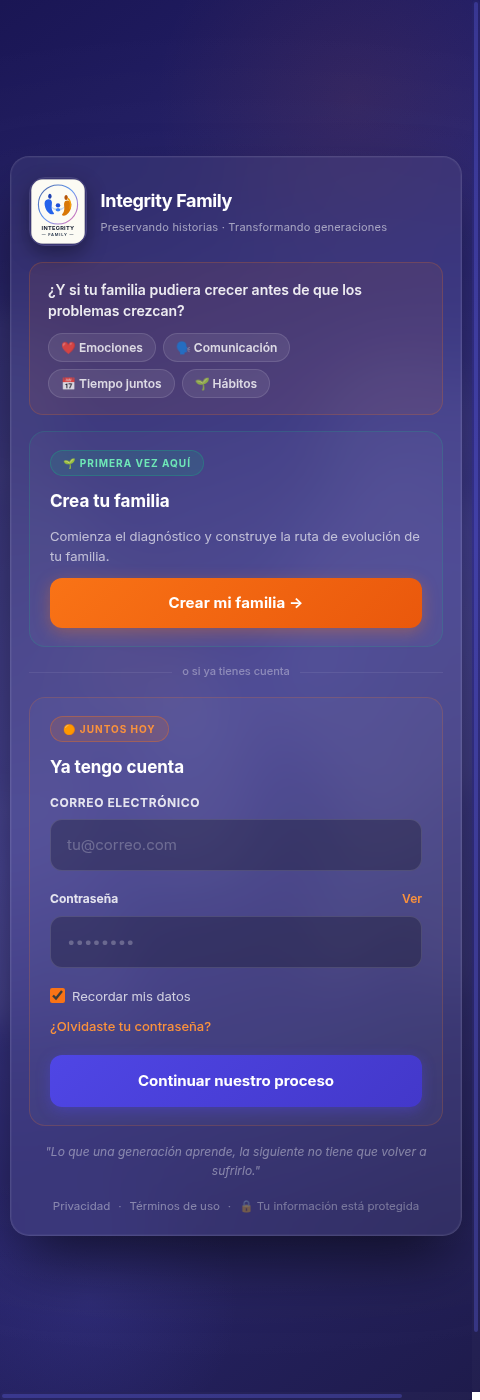 INTEGRITY
— FAMILY —
Integrity Family
Preservando historias · Transformando generaciones
¿Y si tu familia pudiera crecer antes de que los
problemas crezcan?
❤️ Emociones
🗣️ Comunicación
📅 Tiempo juntos
🌱 Hábitos
🌱 PRIMERA VEZ AQUÍ
Crea tu familia
Comienza el diagnóstico y construye la ruta de evolución de
tu familia.
Crear mi familia →
o si ya tienes cuenta
🟠 JUNTOS HOY
Ya tengo cuenta
CORREO ELECTRÓNICO
tu@correo.com
Contraseña
Ver
••••••••
Recordar mis datos
¿Olvidaste tu contraseña?
Continuar nuestro proceso
"Lo que una generación aprende, la siguiente no tiene que volver a
sufrirlo."
Privacidad · Términos de uso · 🔒 Tu información está protegida